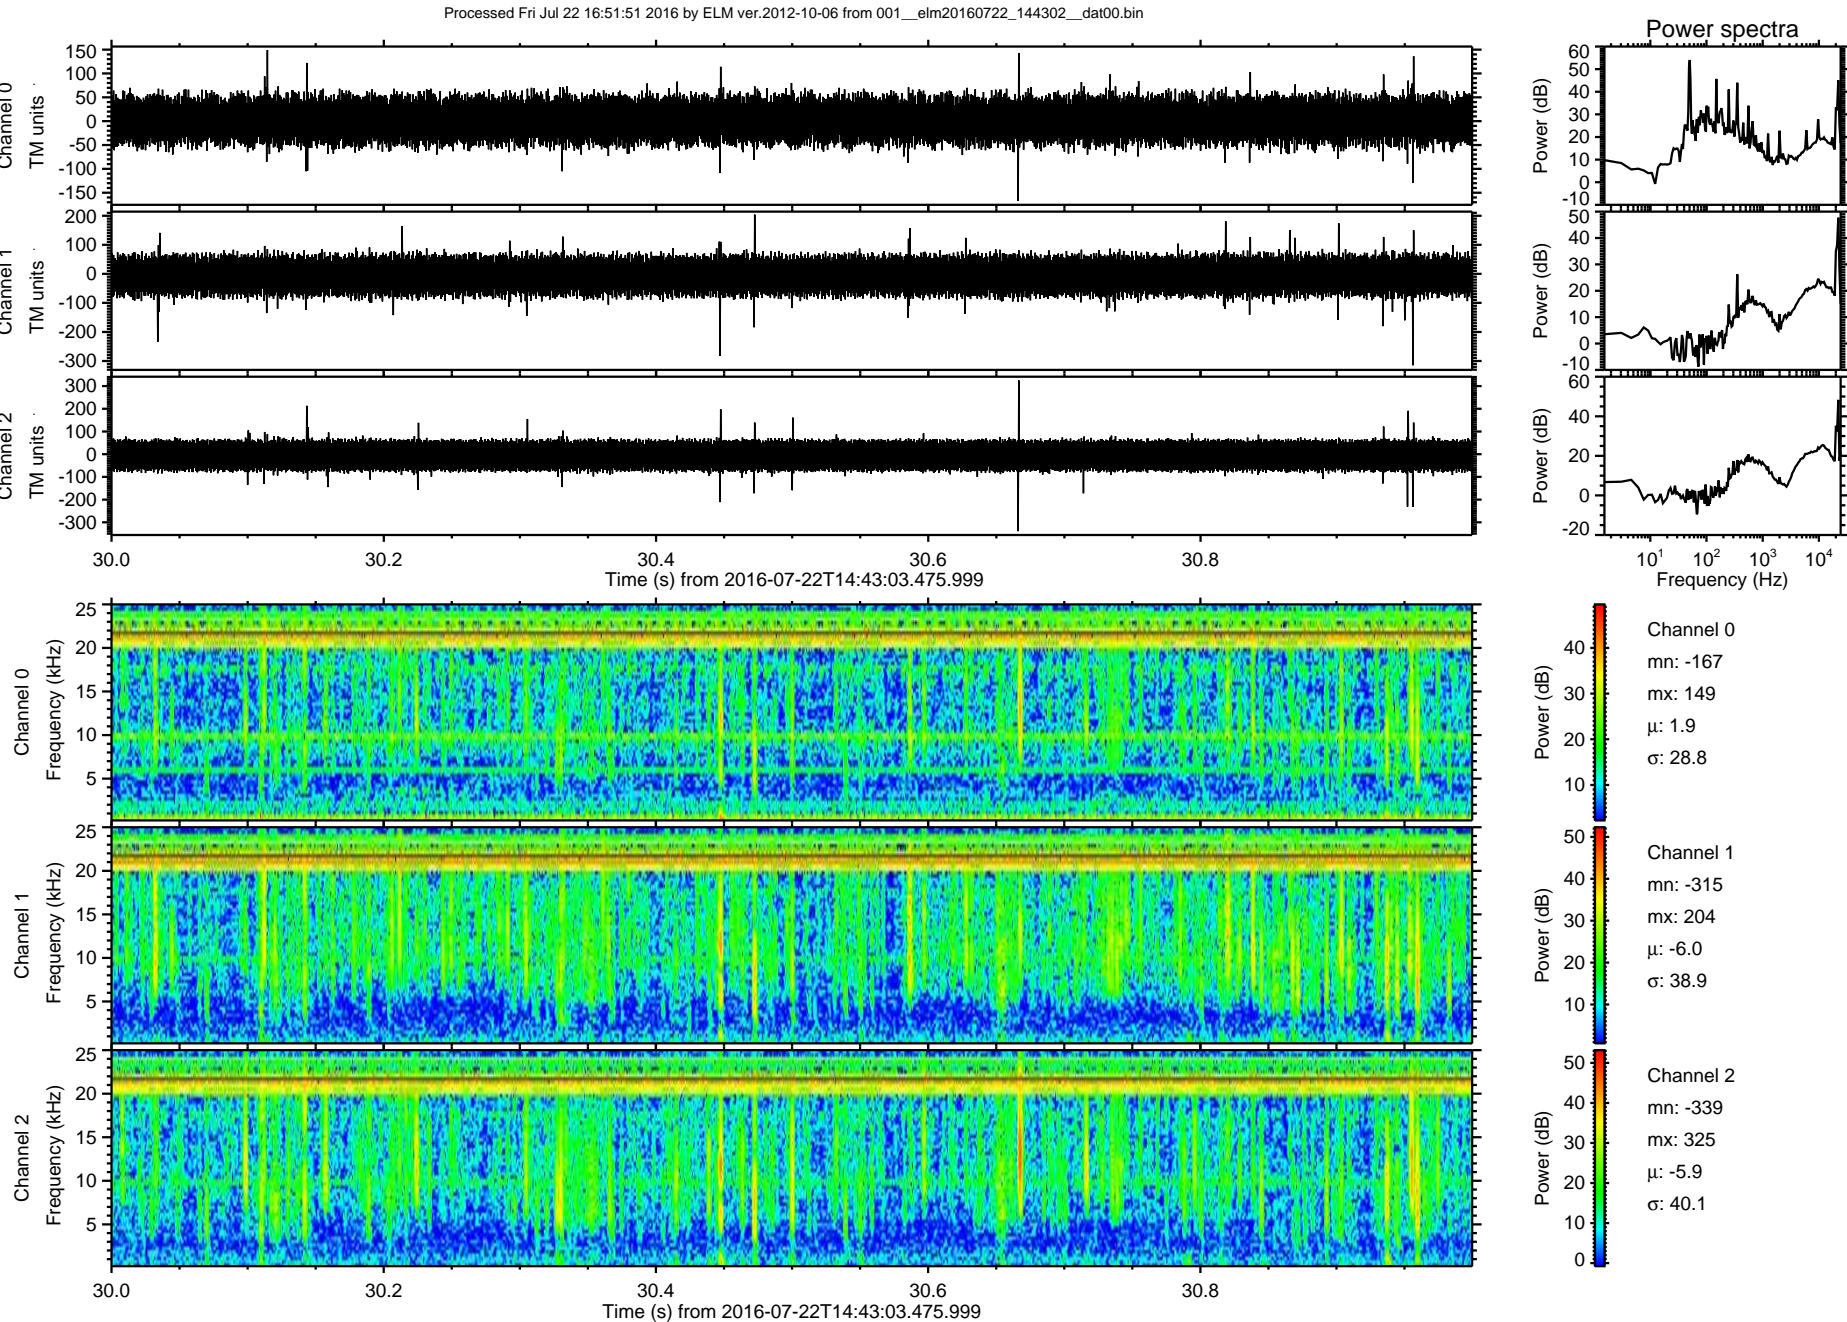 Processed Fri Jul 22 16:51:51 2016 by ELM ver.2012-10-06 from 001__elm20160722_144302__dat00.bin
Power spectra
Channel 0
TM units
150
100
50
0
-50
-100
-150
Power (dB)
60
50
40
30
20
10
0
-10
Channel 1
TM units
200
100
0
-100
-200
-300
Power (dB)
50
40
30
20
10
0
-10
Channel 2
TM units
300
200
100
0
-100
-200
-300
Power (dB)
60
40
20
0
-20
30.0 30.2 30.4 30.6 30.8
Time (s) from 2016-07-22T14:43:03.475.999
10¹ 10² 10³ 10⁴
Frequency (Hz)
Channel 0
Frequency (kHz)
25
20
15
10
5
Power (dB)
40
30
20
10
Channel 0
mn: -167
mx: 149
μ: 1.9
σ: 28.8
Channel 1
Frequency (kHz)
25
20
15
10
5
Power (dB)
50
40
30
20
10
Channel 1
mn: -315
mx: 204
μ: -6.0
σ: 38.9
Channel 2
Frequency (kHz)
25
20
15
10
5
Power (dB)
50
40
30
20
10
0
Channel 2
mn: -339
mx: 325
μ: -5.9
σ: 40.1
30.0 30.2 30.4 30.6 30.8
Time (s) from 2016-07-22T14:43:03.475.999